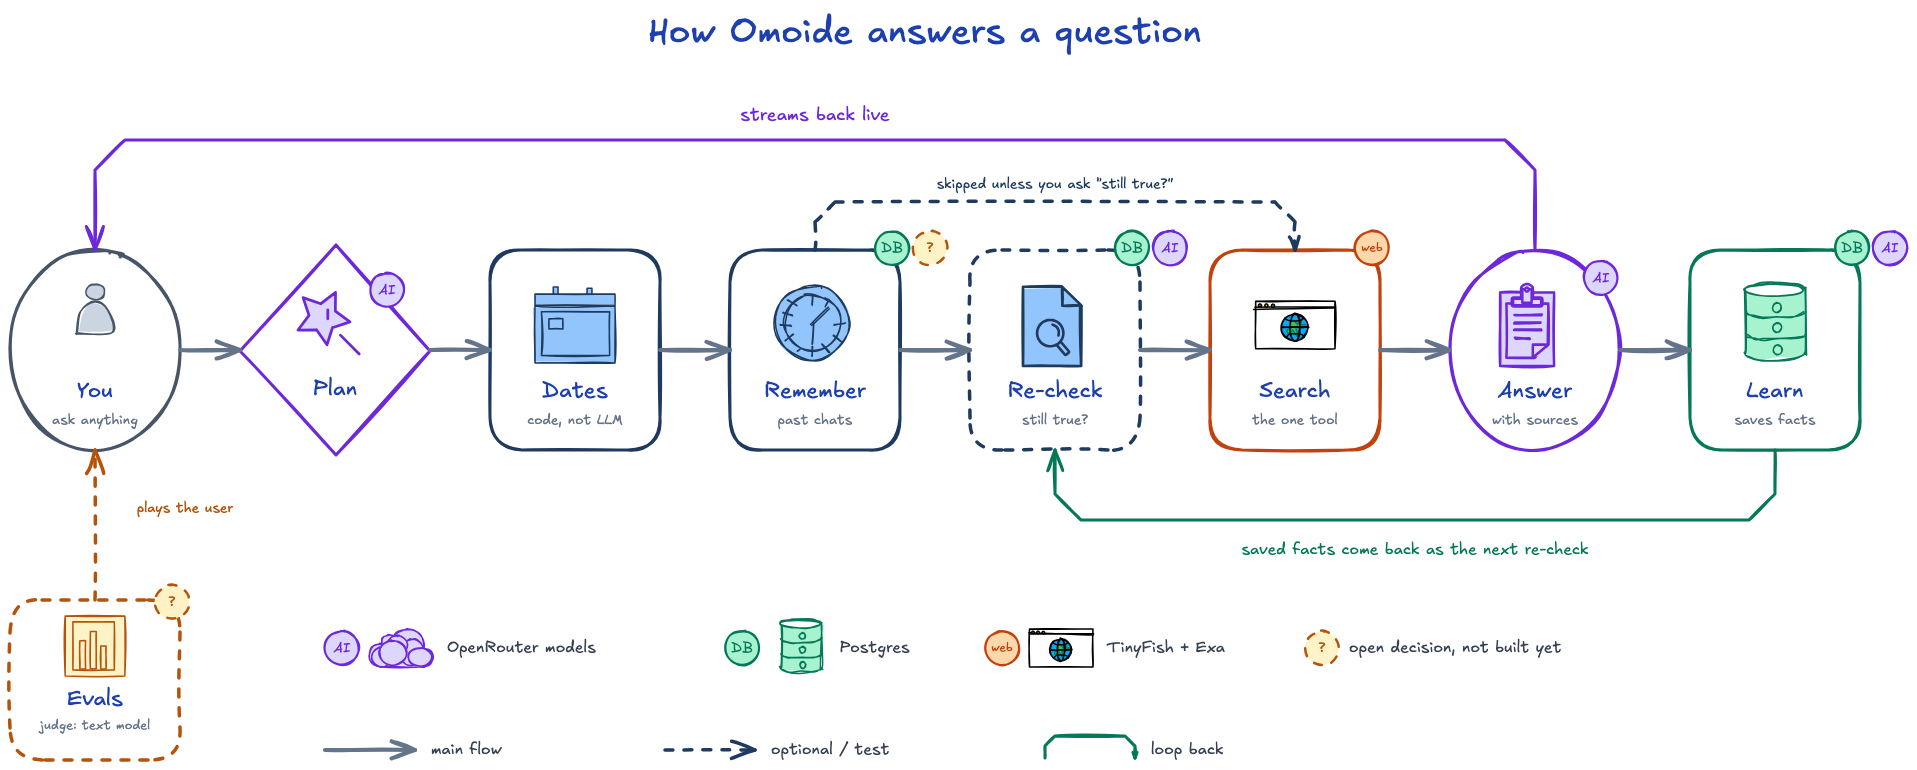 How Omoide answers a question
streams back live
skipped unless you ask "still true?"
DB
?
DB
AI
web
DB
AI
AI
AI
You
ask anything
Plan
Dates
code, not LLM
Remember
past chats
Re-check
still true?
Search
the one tool
Answer
with sources
Learn
saves facts
plays the user
saved facts come back as the next re-check
?
Evals
judge: text model
AI
OpenRouter models
DB
Postgres
web
TinyFish + Exa
?
open decision, not built yet
main flow
optional / test
loop back